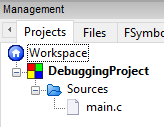 Management
Projects Files FSymbo
Workspace
DebuggingProject
Sources
main.c